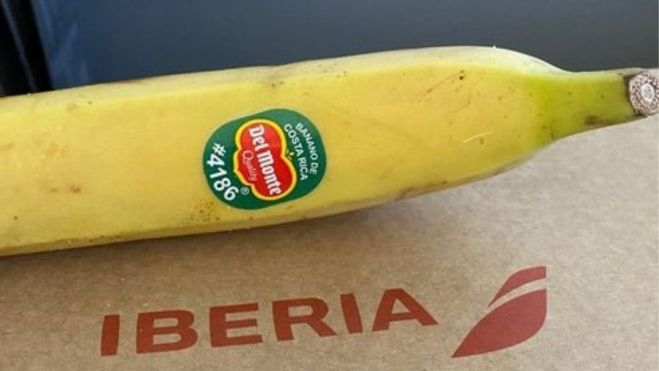 BANANO DE
COSTA RICA
Del Monte
Quality
®
#4186
IBERIA